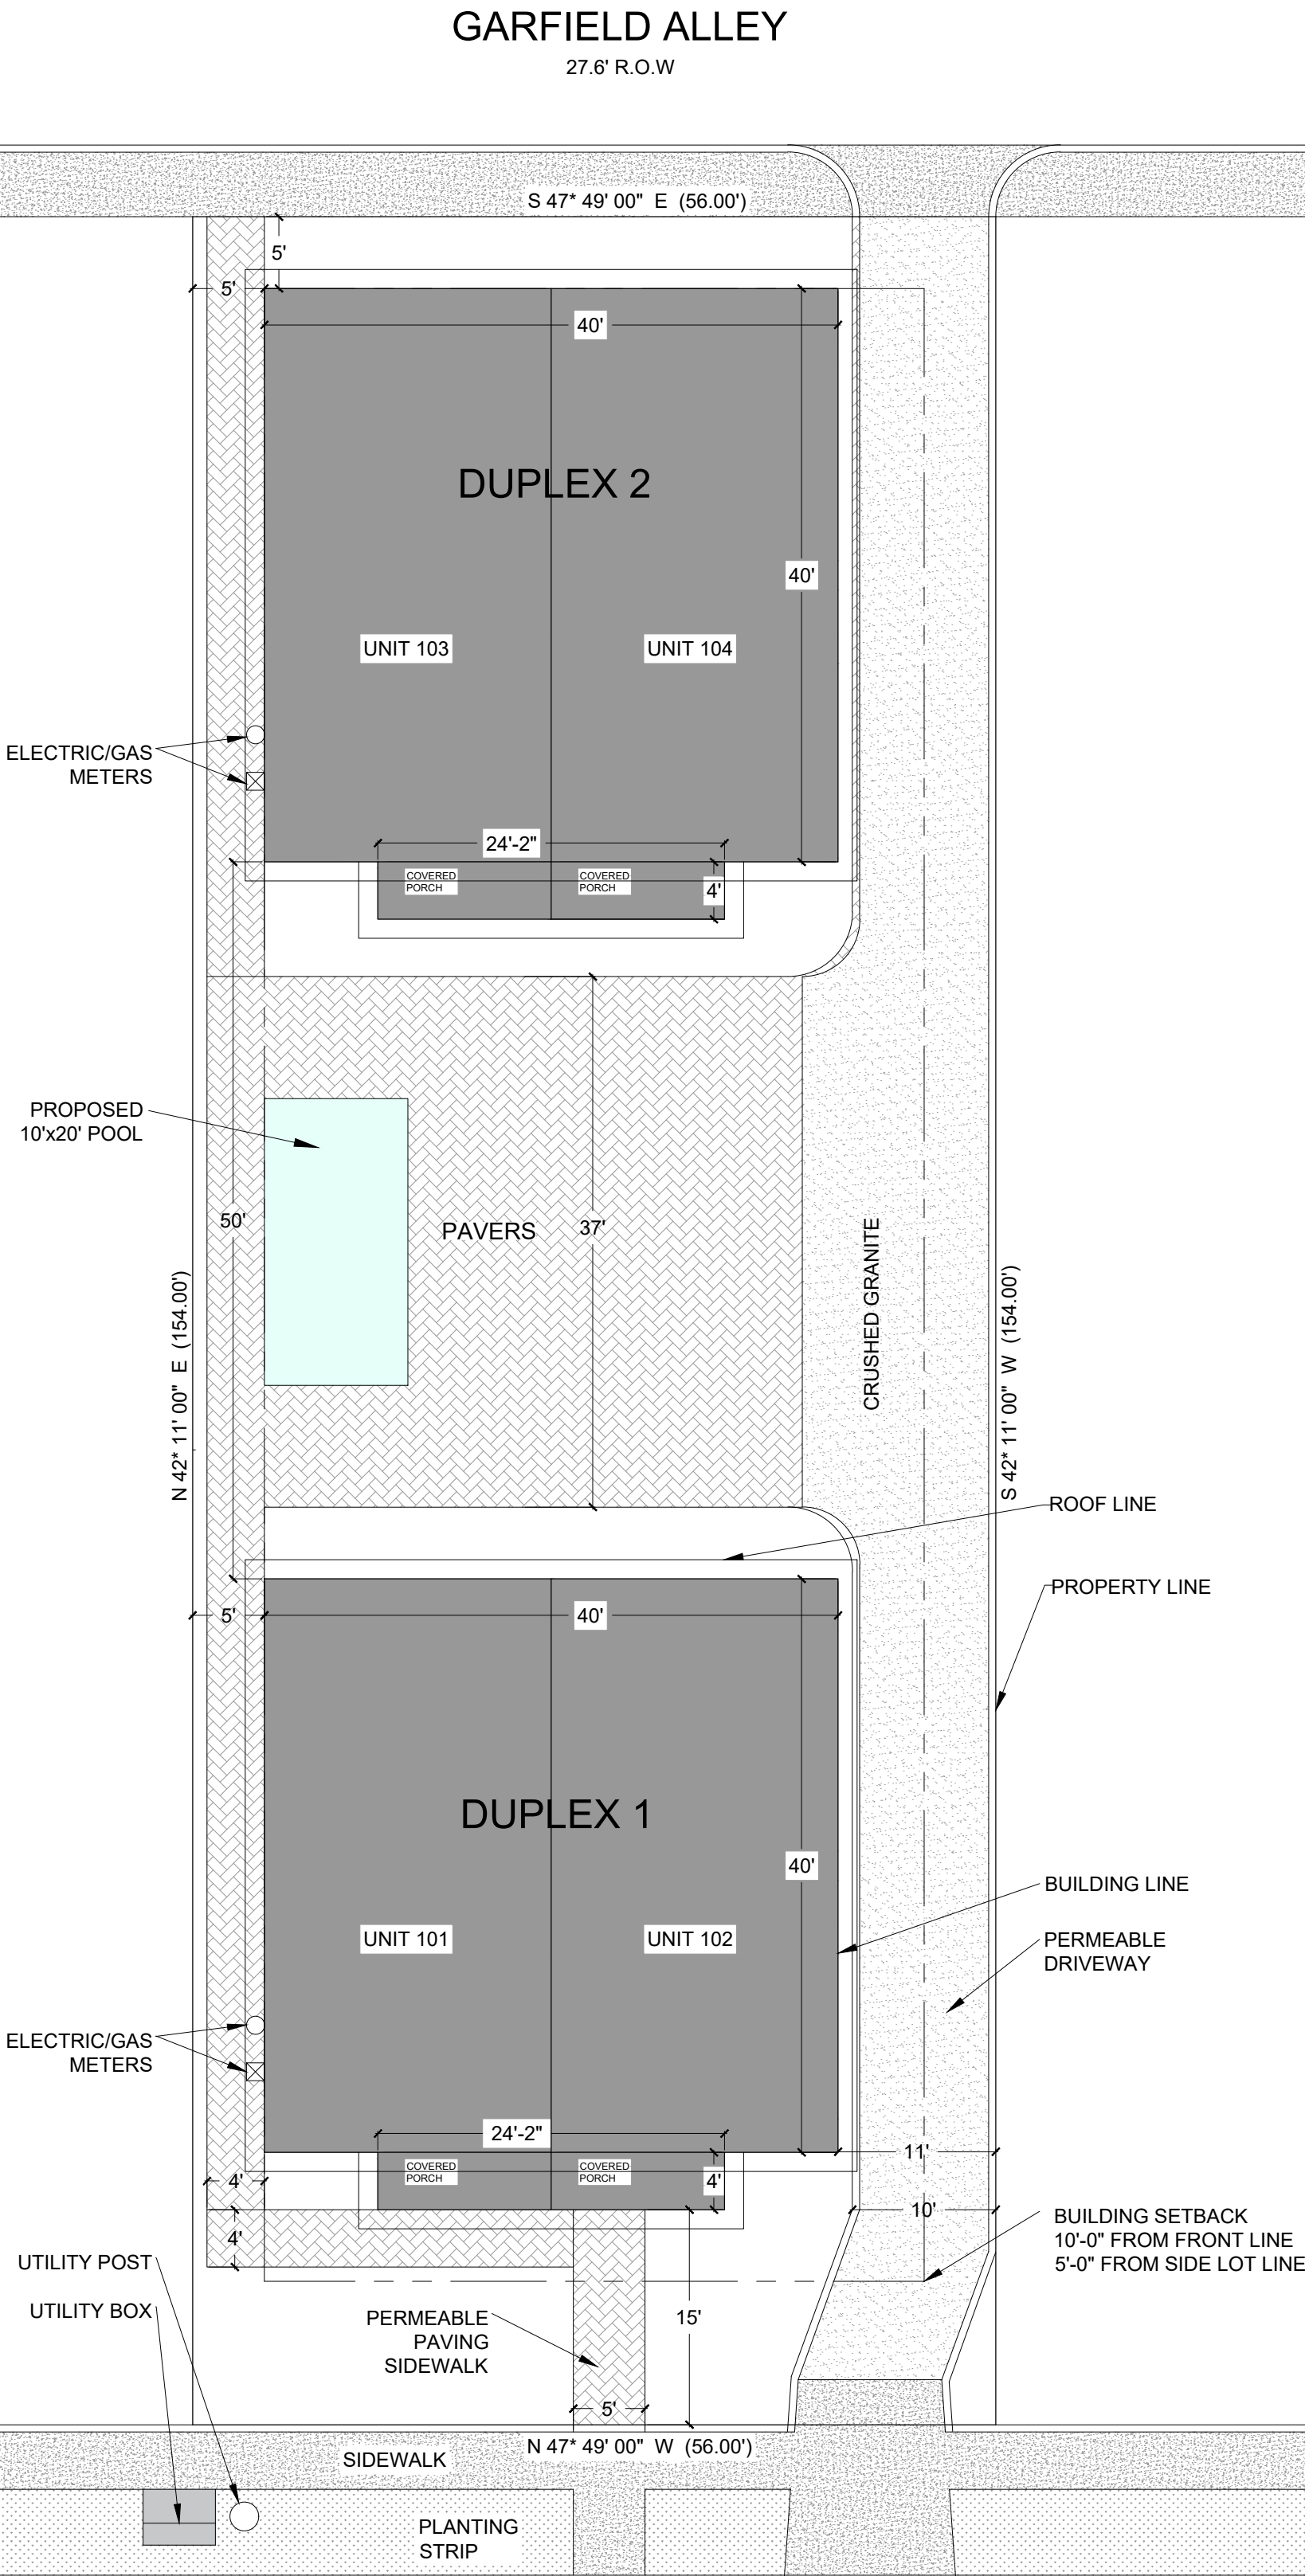 GARFIELD ALLEY
27.6' R.O.W
S 47* 49' 00" E (56.00')
5'
5'
40'
DUPLEX 2
40'
UNIT 103
UNIT 104
ELECTRIC/GAS
METERS
24'-2"
COVERED
PORCH
COVERED
PORCH
4'
PROPOSED
10'x20' POOL
50'
PAVERS
37'
CRUSHED GRANITE
N 42* 11' 00" E (154.00')
S 42* 11' 00" W (154.00')
ROOF LINE
PROPERTY LINE
5'
40'
DUPLEX 1
40'
BUILDING LINE
UNIT 101
UNIT 102
PERMEABLE
DRIVEWAY
ELECTRIC/GAS
METERS
24'-2"
11'
COVERED
PORCH
COVERED
PORCH
4'
4'
10'
4'
BUILDING SETBACK
10'-0" FROM FRONT LINE
5'-0" FROM SIDE LOT LINE
UTILITY POST
UTILITY BOX
PERMEABLE
PAVING
SIDEWALK
15'
5'
N 47* 49' 00" W (56.00')
SIDEWALK
PLANTING
STRIP